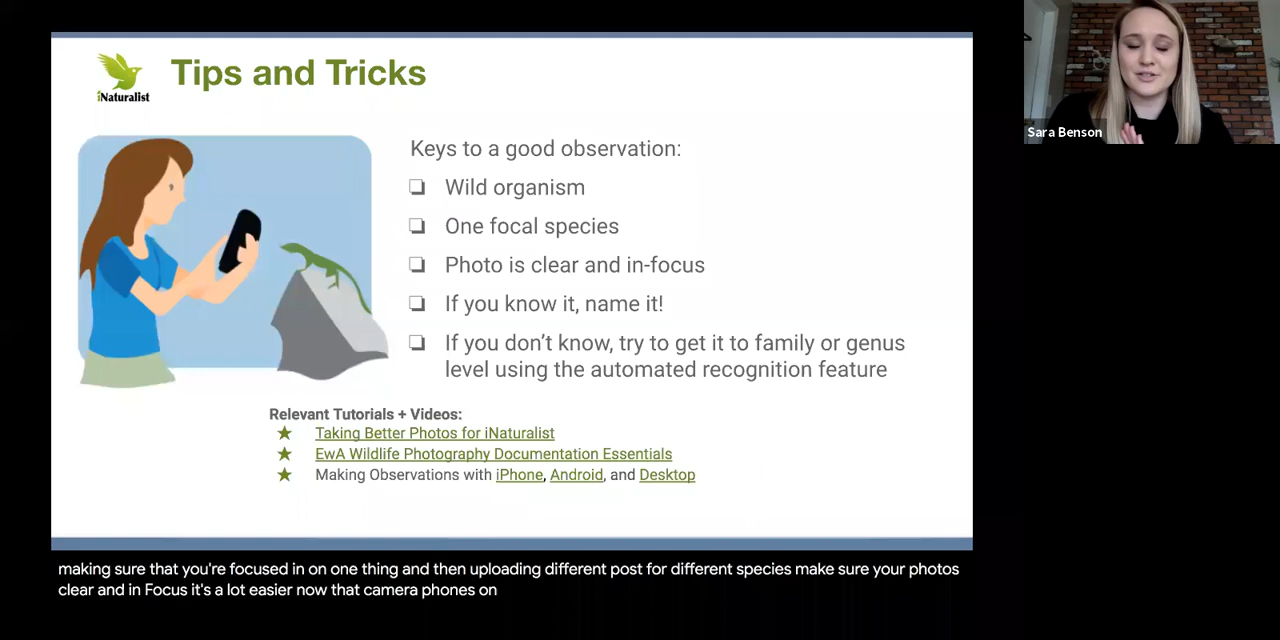 iNaturalist
Tips and Tricks
Sara Benson
Keys to a good observation:
❏ Wild organism
❏ One focal species
❏ Photo is clear and in-focus
❏ If you know it, name it!
❏ If you don’t know, try to get it to family or genus
level using the automated recognition feature
Relevant Tutorials + Videos:
★ Taking Better Photos for iNaturalist
★ EwA Wildlife Photography Documentation Essentials
★ Making Observations with iPhone, Android, and Desktop
making sure that you're focused in on one thing and then uploading different post for different species make sure your photos
clear and in Focus it's a lot easier now that camera phones on